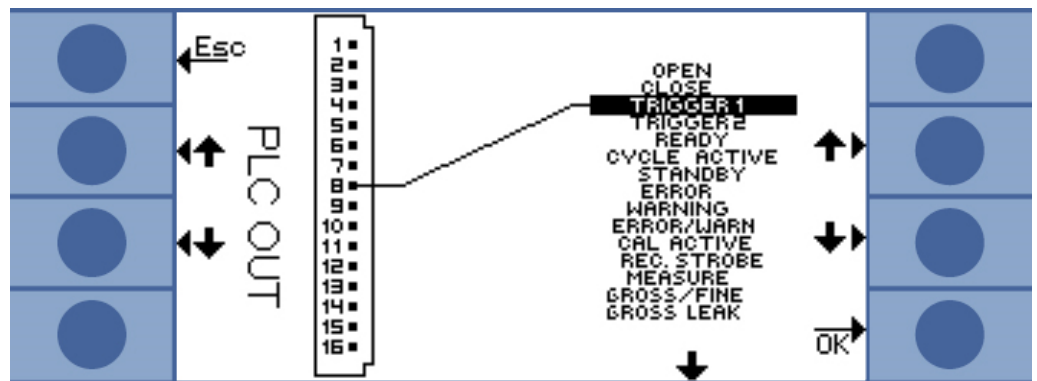 Esc
PLC OUT
1
2
3
4
5
6
7
8
9
10
11
12
13
14
15
16
OPEN
CLOSE
TRIGGER 1
TRIGGER 2
READY
CYCLE ACTIVE
STANDBY
ERROR
WARNING
ERROR/WARN
CAL ACTIVE
REC. STROBE
MEASURE
GROSS/FINE
GROSS LEAK
OK